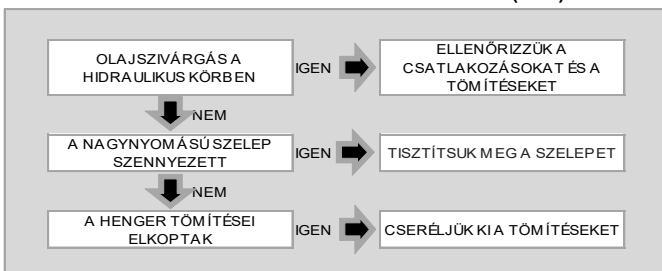 OLAJSZIVÁRGÁS A
HIDRAULIKUS KÖRBEN
IGEN
ELLENŐRIZZÜK A
CSATLAKOZÁSOKAT ÉS A
TÖMÍTÉSEKET
NEM
A NAGYNYOMÁSÚ SZELEP
SZENNYEZETT
IGEN
TISZTÍTSUK MEG A SZELEPET
NEM
A HENGER TÖMÍTÉSEI
ELKOPTAK
IGEN
CSERÉLJÜK KI A TÖMÍTÉSEKET